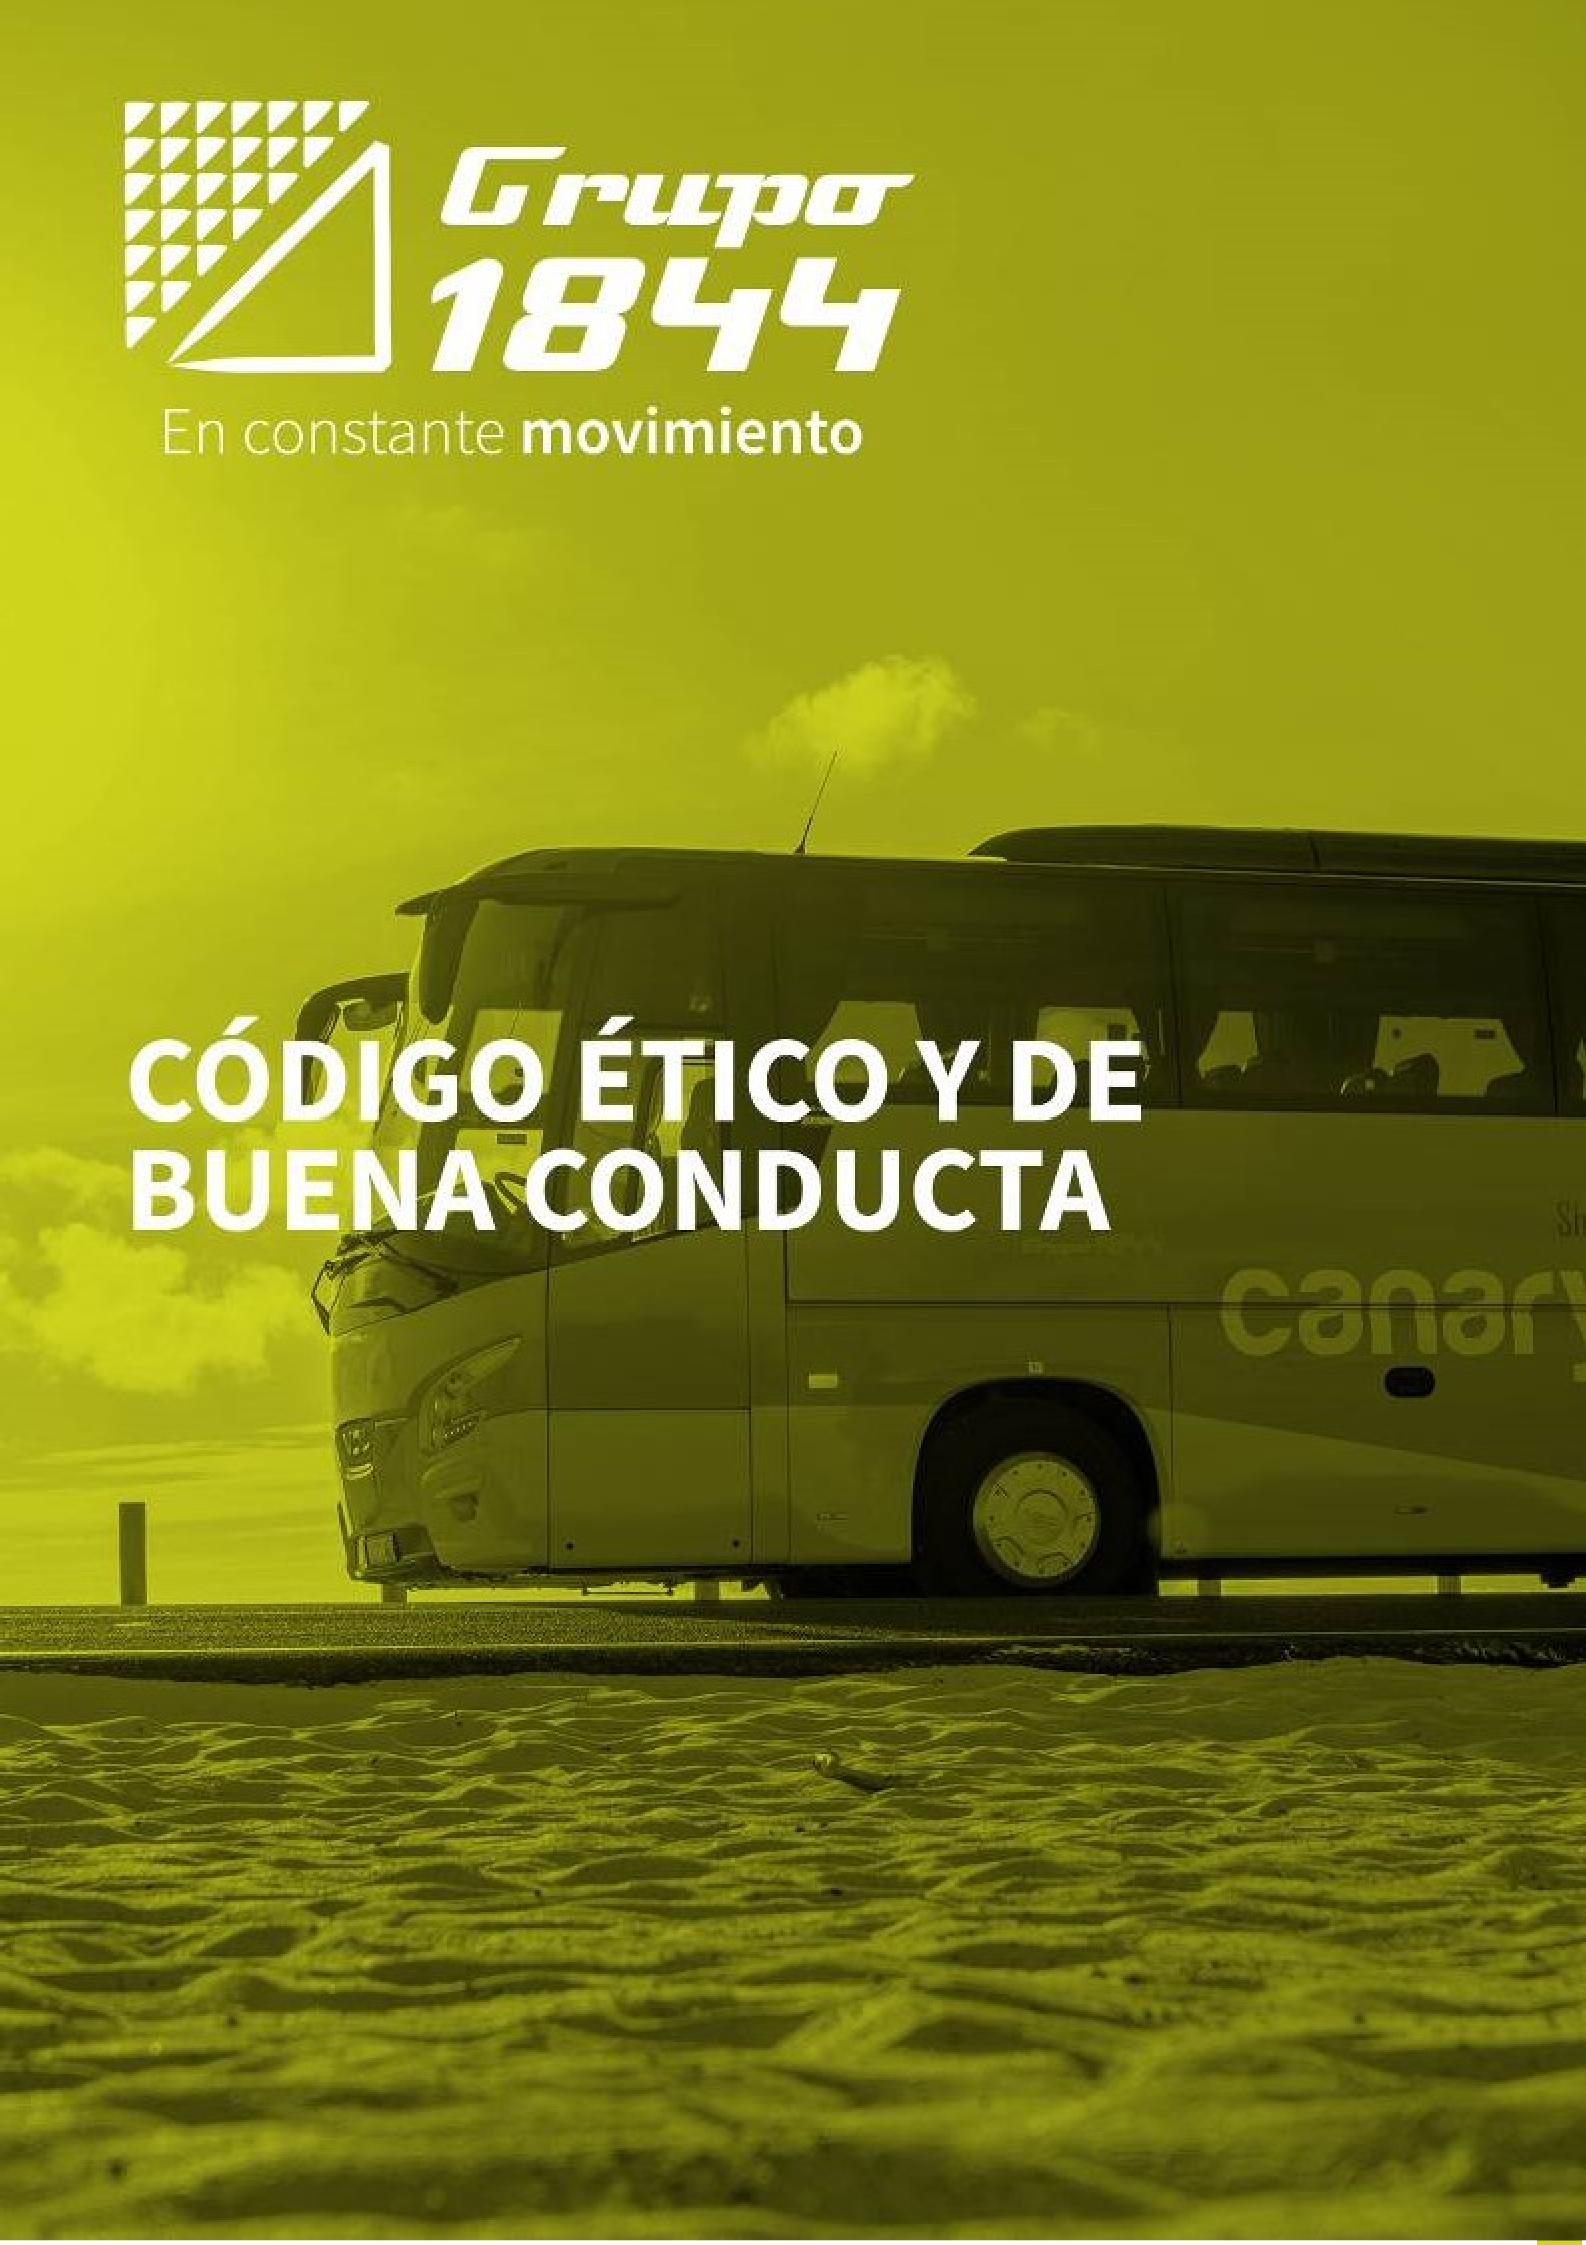 Grupo
1844
En constante movimiento
CÓDIGO ÉTICO Y DE
BUENA CONDUCTA
canary